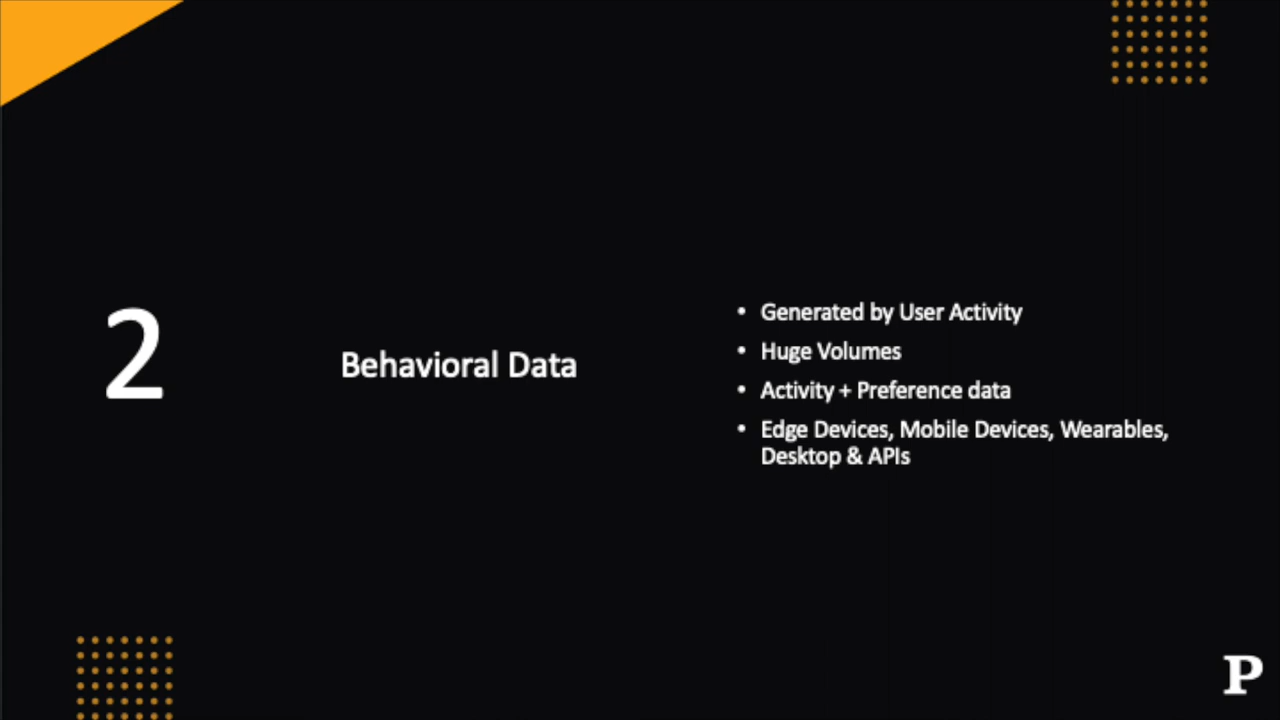 2
Behavioral Data
• Generated by User Activity
• Huge Volumes
• Activity + Preference data
• Edge Devices, Mobile Devices, Wearables,
Desktop & APIs
P